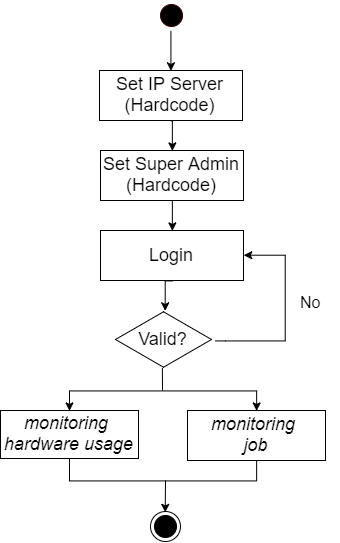 Set IP Server
(Hardcode)
Set Super Admin
(Hardcode)
Login
No
Valid?
monitoring
hardware usage
monitoring
job